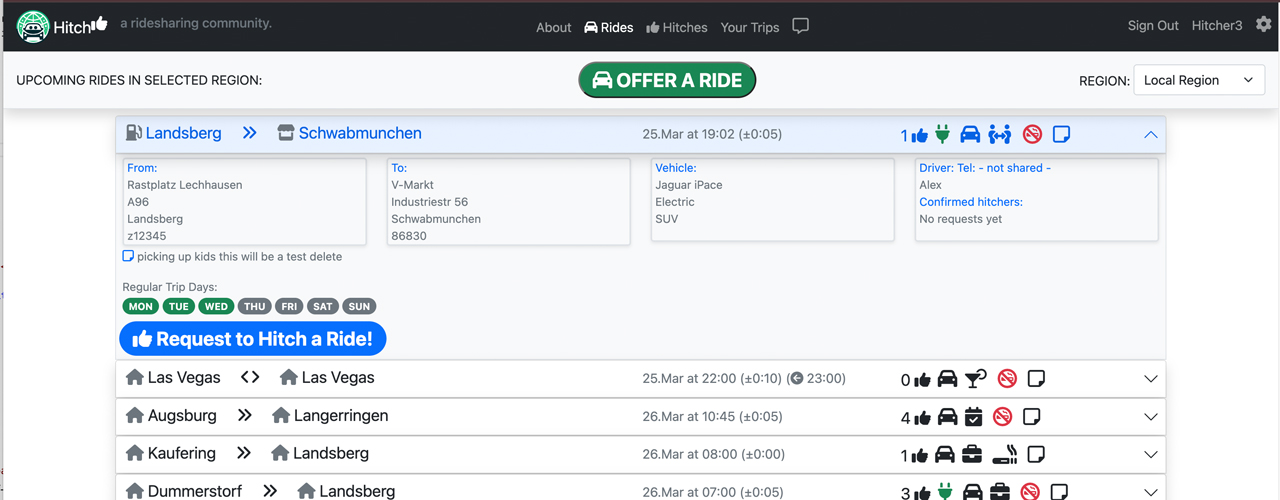 Hitch
a ridesharing community.
About Rides Hitches Your Trips
Sign Out Hitcher3
UPCOMING RIDES IN SELECTED REGION:
OFFER A RIDE
REGION: Local Region
Landsberg Schwabmunchen 25.Mar at 19:02 (±0:05) 1
From:
Rastplatz Lechhausen
A96
Landsberg
z12345
To:
V-Markt
Industriestr 56
Schwabmunchen
86830
Vehicle:
Jaguar iPace
Electric
SUV
Driver: Tel: - not shared -
Alex
Confirmed hitchers:
No requests yet
picking up kids this will be a test delete
Regular Trip Days:
MON TUE WED THU FRI SAT SUN
Request to Hitch a Ride!
Las Vegas <> Las Vegas 25.Mar at 22:00 (±0:10) ( 23:00) 0
Augsburg Langerringen 26.Mar at 10:45 (±0:05) 4
Kaufering Landsberg 26.Mar at 08:00 (±0:00) 1
Dummerstorf Landsberg 26.Mar at 07:00 (±0:05) 3